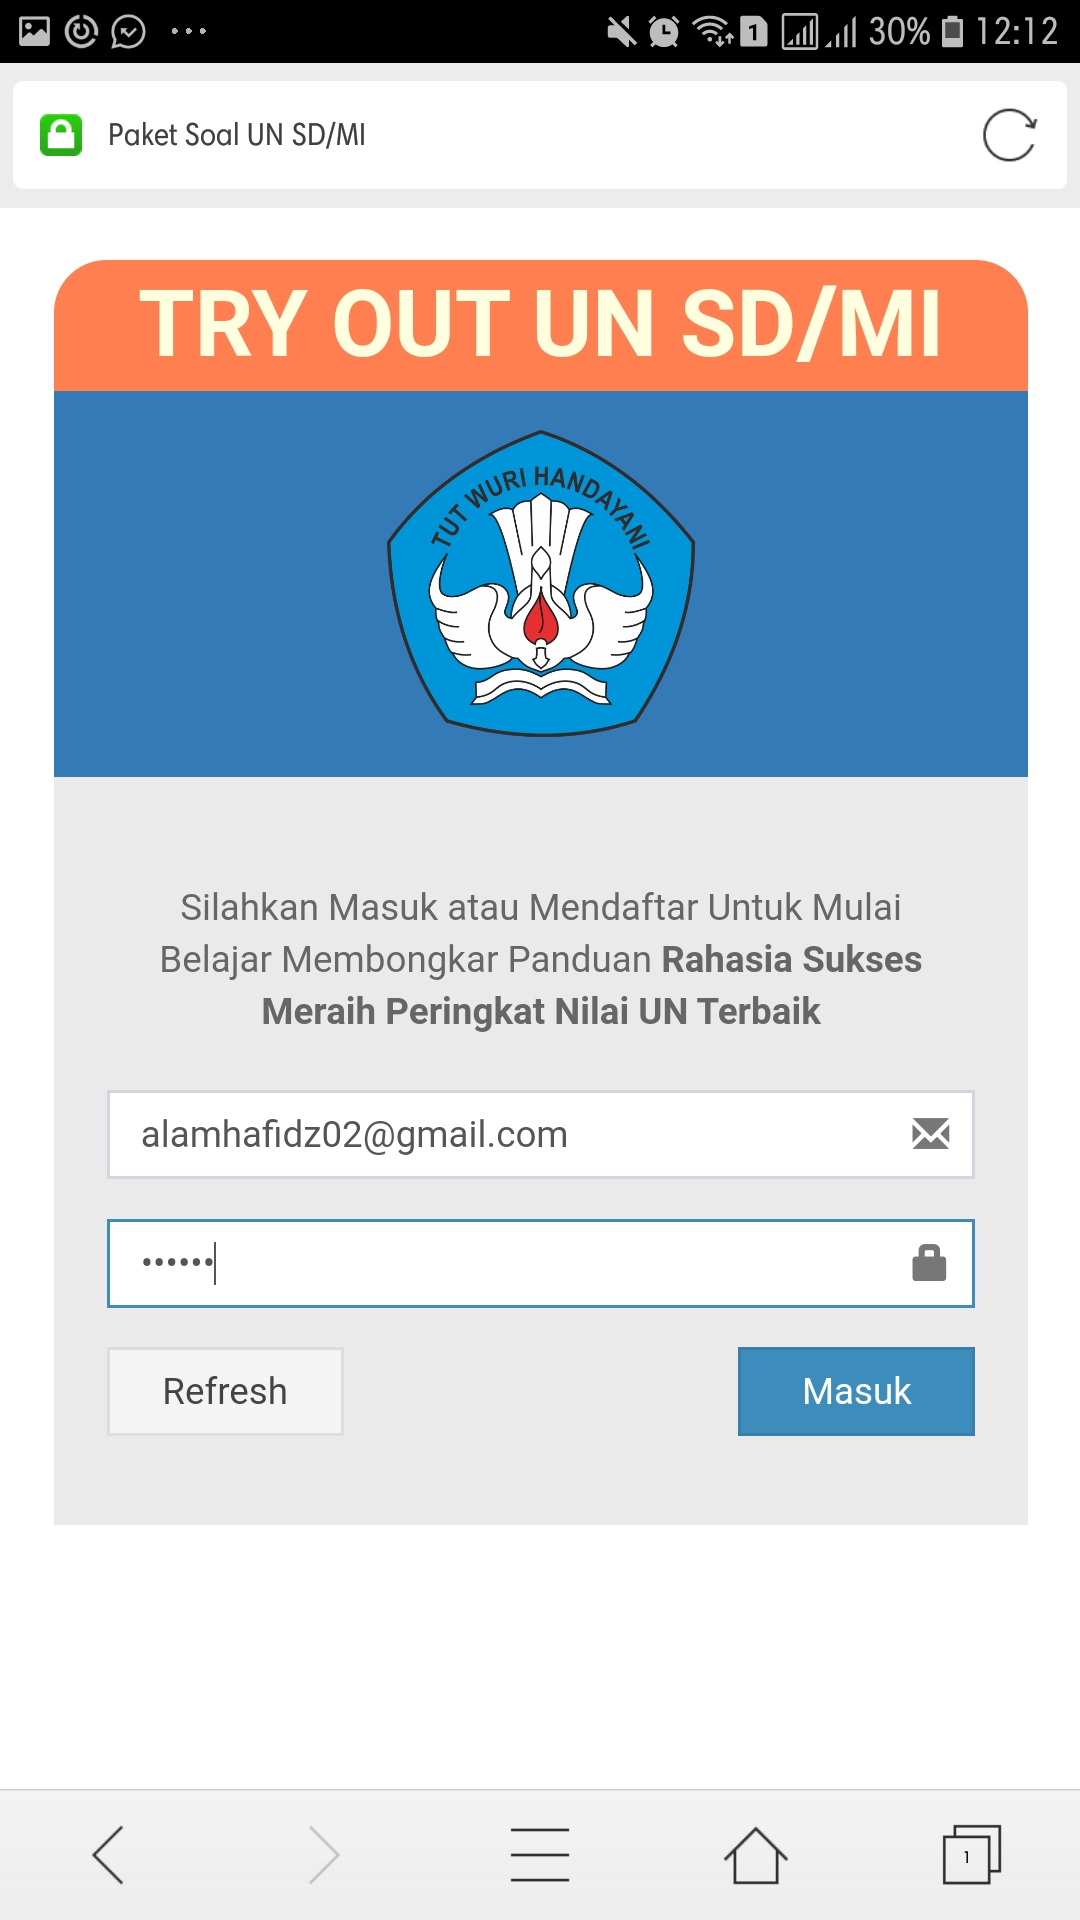 30% 12:12
Paket Soal UN SD/MI
TRY OUT UN SD/MI
TUT WURI HANDAYANI
Silahkan Masuk atau Mendaftar Untuk Mulai
Belajar Membongkar Panduan Rahasia Sukses
Meraih Peringkat Nilai UN Terbaik
alamhafidz02@gmail.com
••••••
Refresh Masuk
1